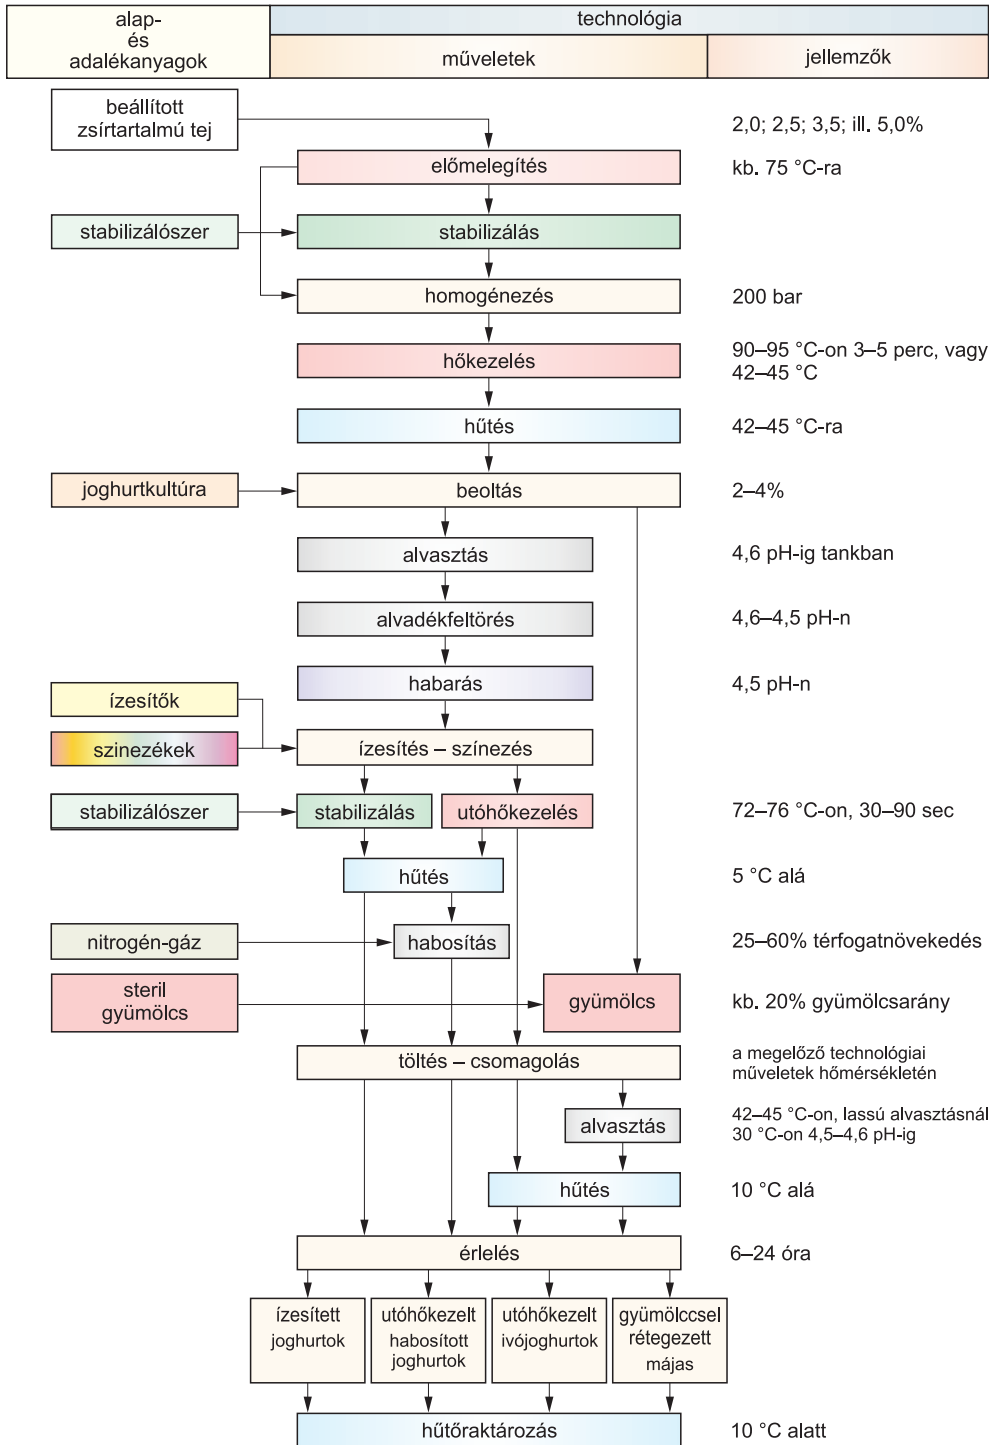 alap-
és
adalékanyagok
technológia
műveletek
jellemzők
beállított
zsírtartalmú tej
2,0; 2,5; 3,5; ill. 5,0%
előmelegítés
kb. 75 °C-ra
stabilizálószer
stabilizálás
homogénezés
200 bar
hőkezelés
90–95 °C-on 3–5 perc, vagy
42–45 °C
hűtés
42–45 °C-ra
joghurtkultúra
beoltás
2–4%
alvasztás
4,6 pH-ig tankban
alvadékfeltörés
4,6–4,5 pH-n
habarás
4,5 pH-n
ízesítők
szinezékek
ízesítés – színezés
stabilizálószer
stabilizálás
utóhőkezelés
72–76 °C-on, 30–90 sec
hűtés
5 °C alá
nitrogén-gáz
habosítás
25–60% térfogatnövekedés
steril
gyümölcs
gyümölcs
kb. 20% gyümölcsarány
töltés – csomagolás
a megelőző technológiai
műveletek hőmérsékletén
alvasztás
42–45 °C-on, lassú alvasztásnál
30 °C-on 4,5–4,6 pH-ig
hűtés
10 °C alá
érlelés
6–24 óra
ízesített
joghurtok
utóhőkezelt
habosított
joghurtok
utóhőkezelt
ivójoghurtok
gyümölccsel
rétegezett
májas
hűtőraktározás
10 °C alatt